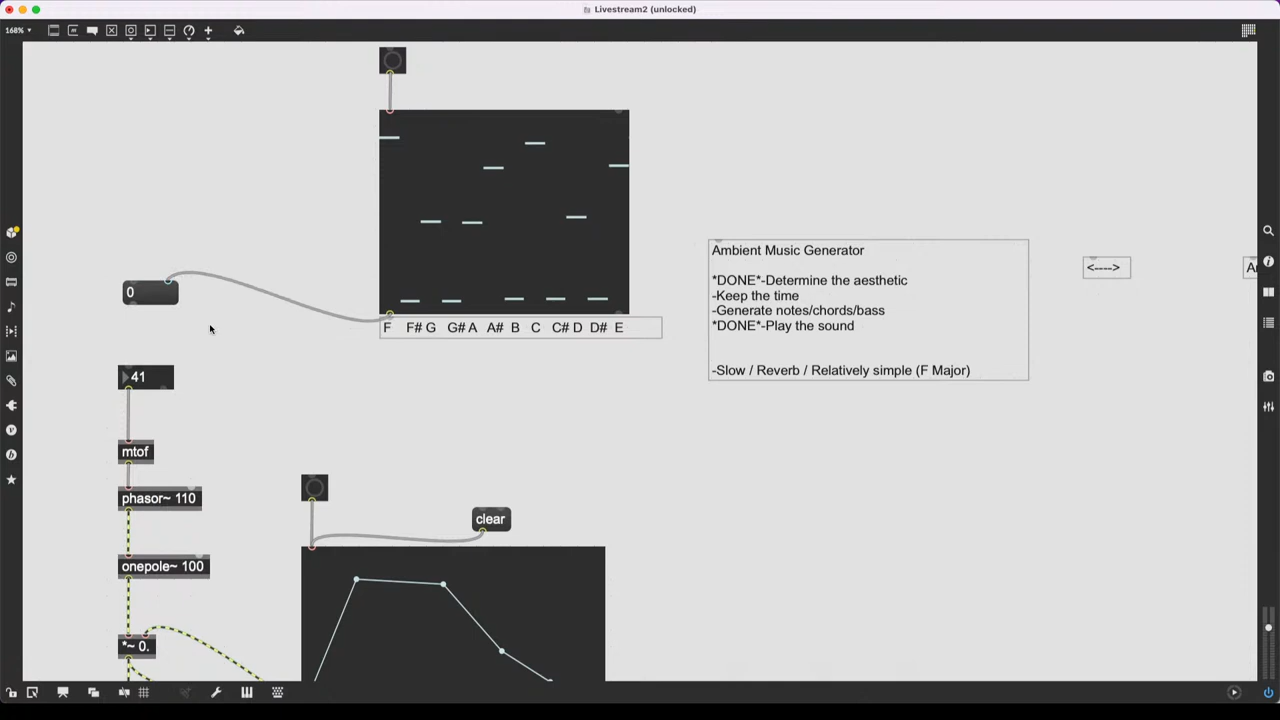 Livestream2 (unlocked)
168%
0
F F# G G# A A# B C C# D D# E
Ambient Music Generator
*DONE*-Determine the aesthetic
-Keep the time
-Generate notes/chords/bass
*DONE*-Play the sound
-Slow / Reverb / Relatively simple (F Major)
<---->
41
mtof
phasor~ 110
clear
onepole~ 100
*~ 0.